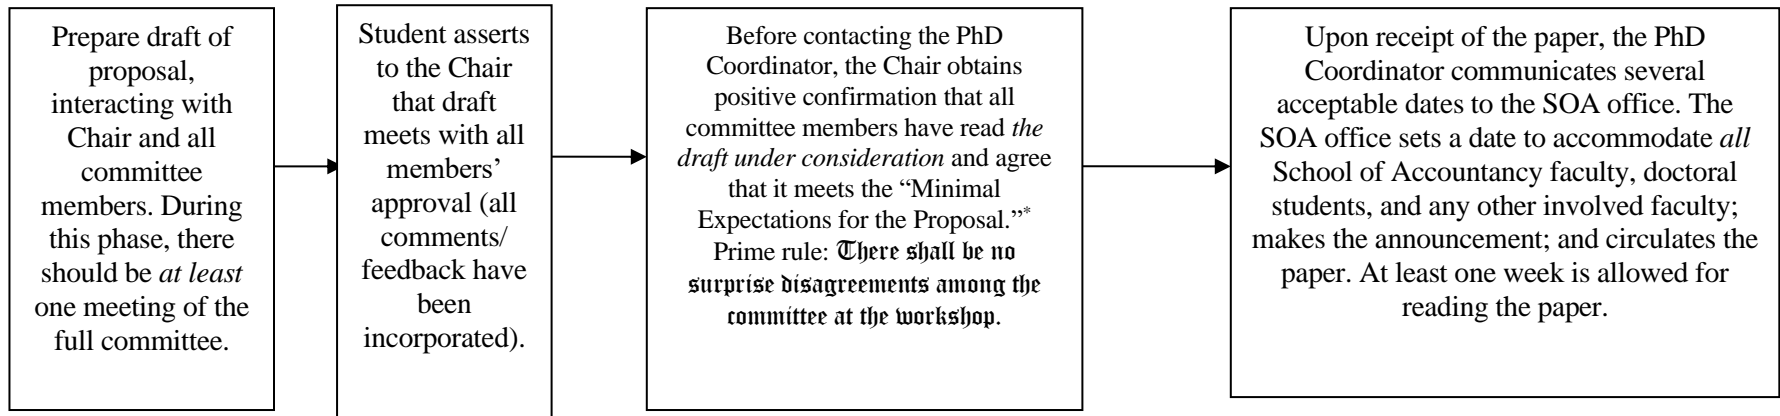 Prepare draft of
proposal,
interacting with
Chair and all
committee
members. During
this phase, there
should be at least
one meeting of the
full committee.
Student asserts
to the Chair
that draft
meets with all
members’
approval (all
comments/
feedback have
been
incorporated).
Before contacting the PhD
Coordinator, the Chair obtains
positive confirmation that all
committee members have read the
draft under consideration and agree
that it meets the “Minimal
Expectations for the Proposal.”*
Prime rule: There shall be no
surprise disagreements among the
committee at the workshop.
Upon receipt of the paper, the PhD
Coordinator communicates several
acceptable dates to the SOA office. The
SOA office sets a date to accommodate all
School of Accountancy faculty, doctoral
students, and any other involved faculty;
makes the announcement; and circulates the
paper. At least one week is allowed for
reading the paper.